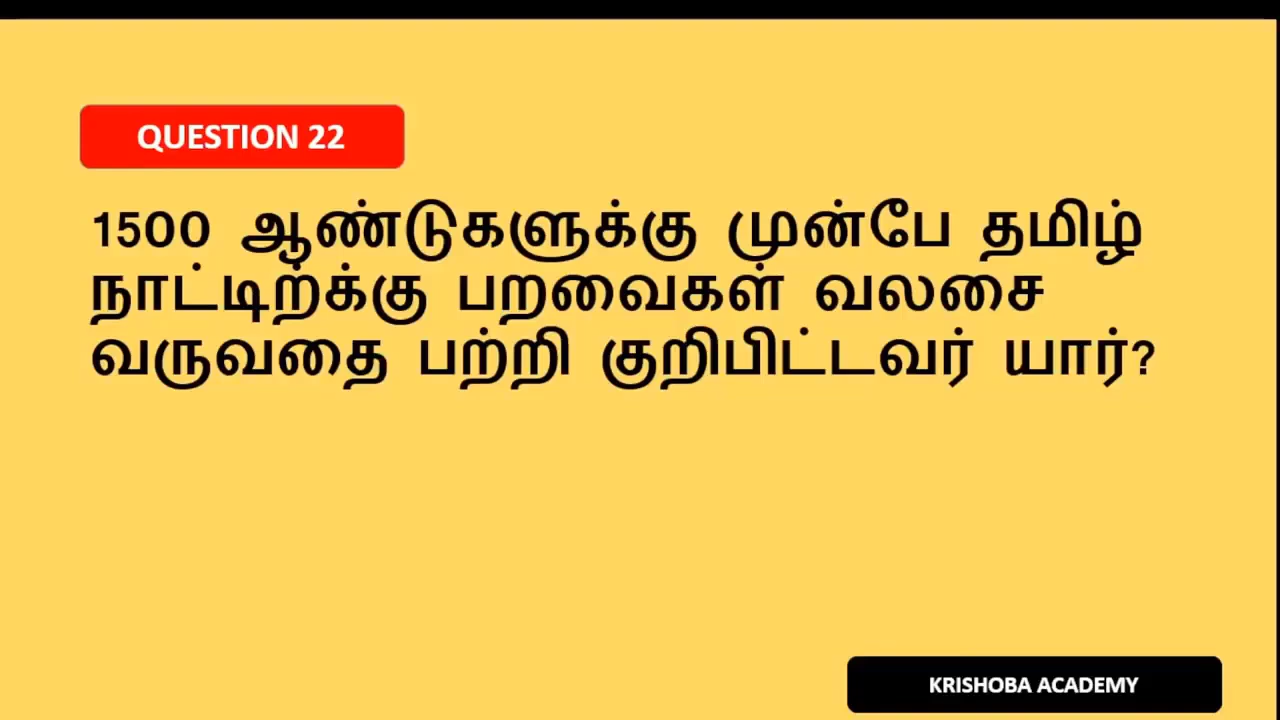 QUESTION 22
1500 ஆண்டுகளுக்கு முன்பே தமிழ்
நாட்டிற்க்கு பறவைகள் வலசை
வருவதை பற்றி குறிபிட்டவர் யார்?
KRISHOBA ACADEMY